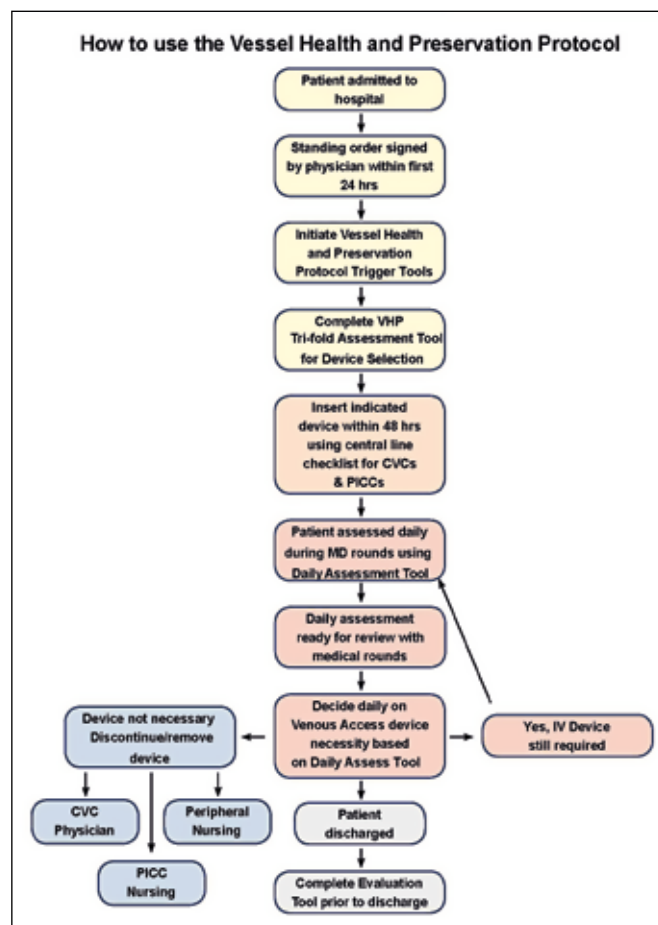 How to use the Vessel Health and Preservation Protocol
Patient admitted to
hospital
Standing order signed
by physician within first
24 hrs
Initiate Vessel Health
and Preservation
Protocol Trigger Tools
Complete VHP
Tri-fold Assessment Tool
for Device Selection
Insert indicated
device within 48 hrs
using central line
checklist for CVCs
& PICCs
Patient assessed daily
during MD rounds using
Daily Assessment Tool
Daily assessment
ready for review with
medical rounds
Device not necessary
Discontinue/remove
device
Decide daily on
Venous Access device
necessity based
on Daily Assess Tool
Yes, IV Device
still required
CVC
Physician
Peripheral
Nursing
PICC
Nursing
Patient
discharged
Complete Evaluation
Tool prior to discharge